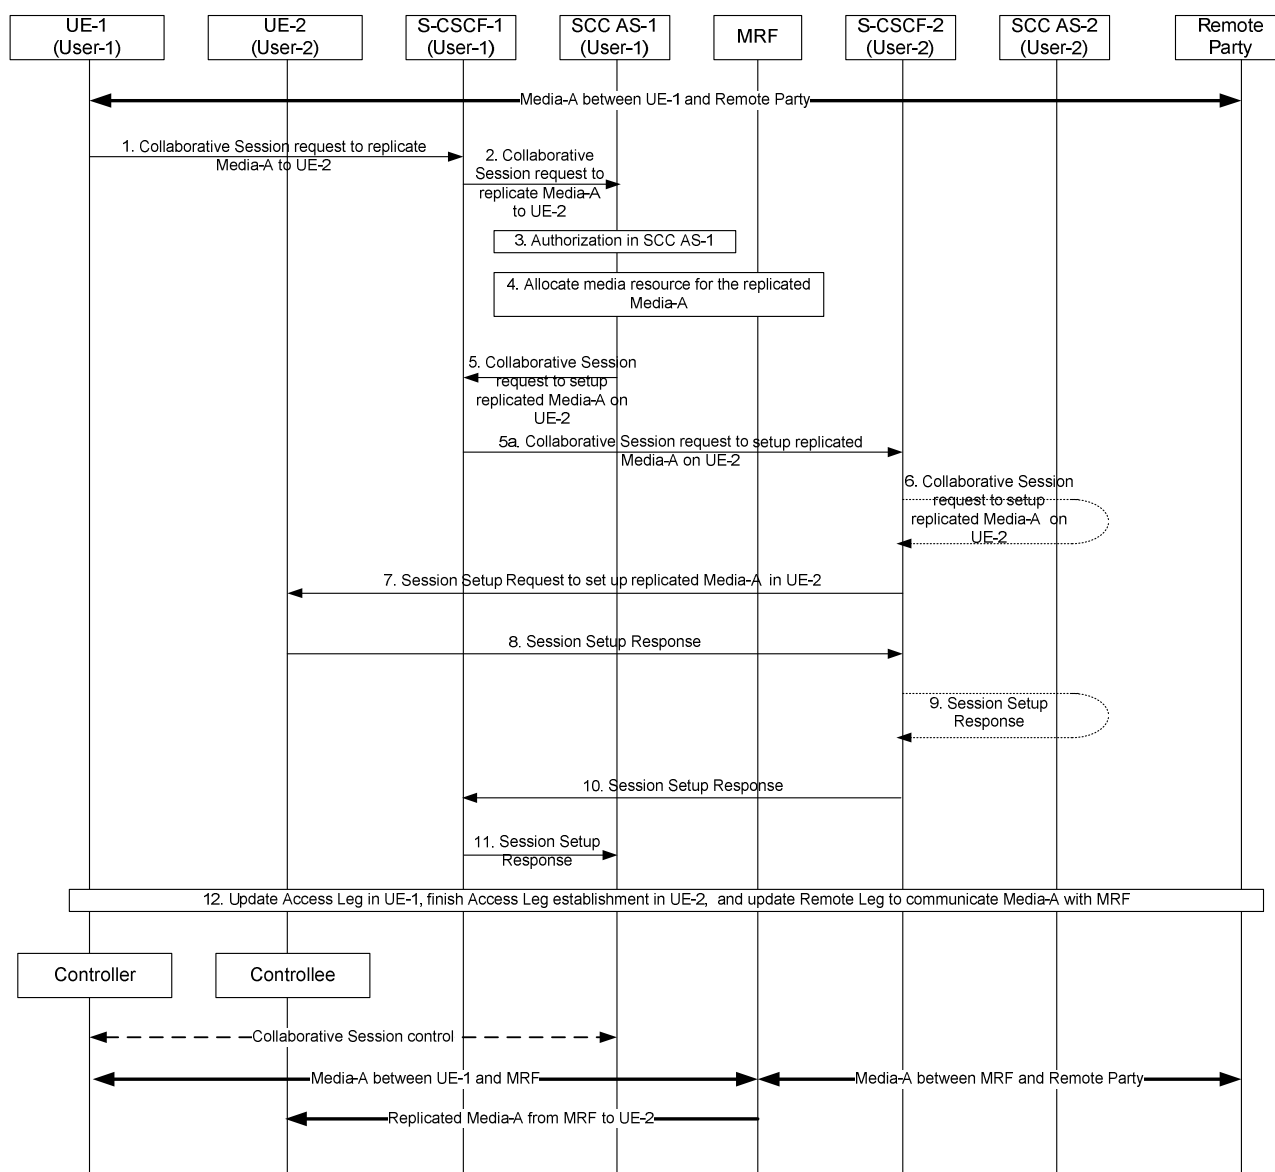 UE-1
(User-1)
UE-2
(User-2)
S-CSCF-1
(User-1)
SCC AS-1
(User-1)
MRF
S-CSCF-2
(User-2)
SCC AS-2
(User-2)
Remote
Party
Media-A between UE-1 and Remote Party
1. Collaborative Session request to replicate
Media-A to UE-2
2. Collaborative
Session request to
replicate Media-A
to UE-2
3. Authorization in SCC AS-1
4. Allocate media resource for the replicated
Media-A
5. Collaborative Session
request to setup
replicated Media-A on
UE-2
5a. Collaborative Session request to setup replicated
Media-A on UE-2
6. Collaborative Session
request to setup
replicated Media-A on
UE-2
7. Session Setup Request to set up replicated Media-A in UE-2
8. Session Setup Response
9. Session Setup
Response
10. Session Setup Response
11. Session Setup
Response
12. Update Access Leg in UE-1, finish Access Leg establishment in UE-2, and update Remote Leg to communicate Media-A with MRF
Controller
Controllee
Collaborative Session control
Media-A between UE-1 and MRF
Media-A between MRF and Remote Party
Replicated Media-A from MRF to UE-2